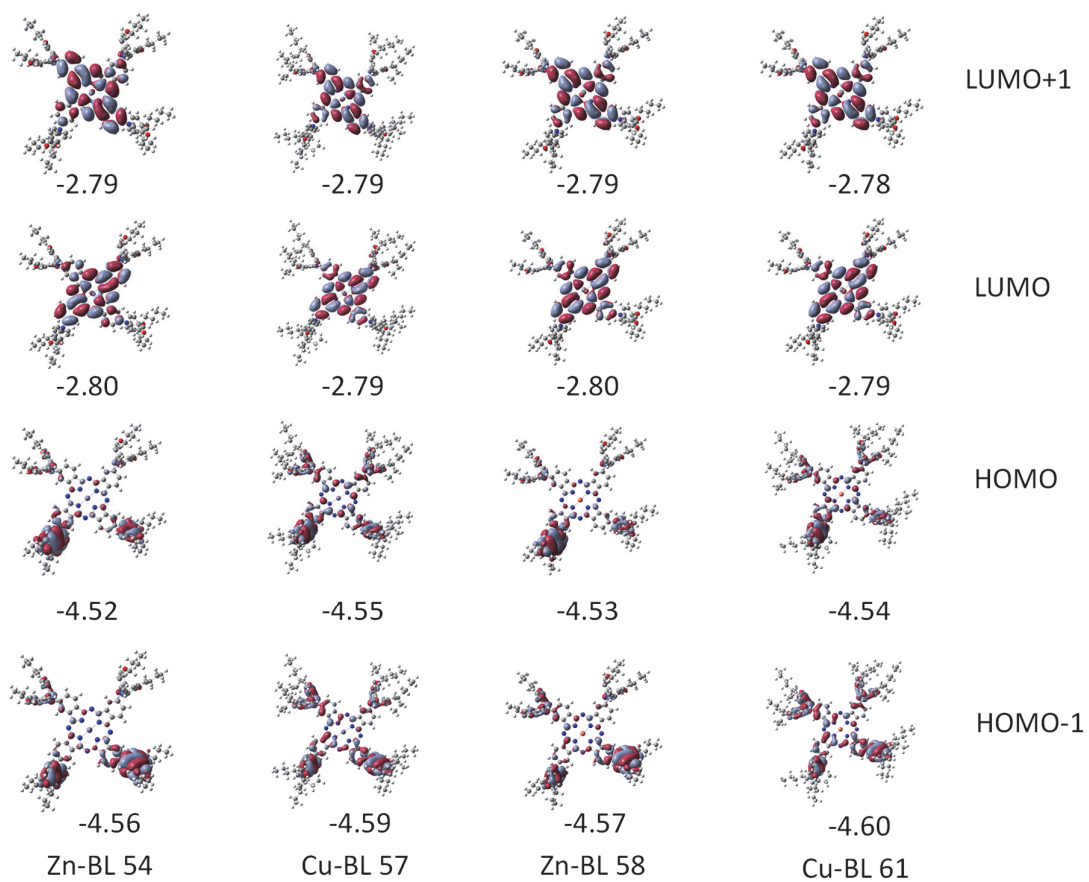 LUMO+1
-2.79 -2.79 -2.79 -2.78
LUMO
-2.80 -2.79 -2.80 -2.79
HOMO
-4.52 -4.55 -4.53 -4.54
HOMO-1
-4.56 -4.59 -4.57 -4.60
Zn-BL 54 Cu-BL 57 Zn-BL 58 Cu-BL 61